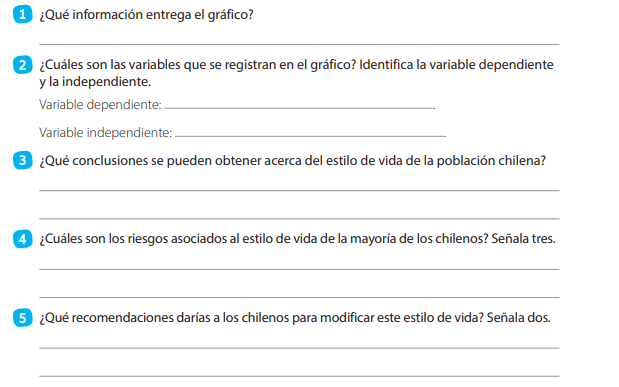 1 ¿Qué información entrega el gráfico?
2 ¿Cuáles son las variables que se registran en el gráfico? Identifica la variable dependiente
y la independiente.
Variable dependiente: .
Variable independiente: .
3 ¿Qué conclusiones se pueden obtener acerca del estilo de vida de la población chilena?
4 ¿Cuáles son los riesgos asociados al estilo de vida de la mayoría de los chilenos? Señala tres.
5 ¿Qué recomendaciones darías a los chilenos para modificar este estilo de vida? Señala dos.